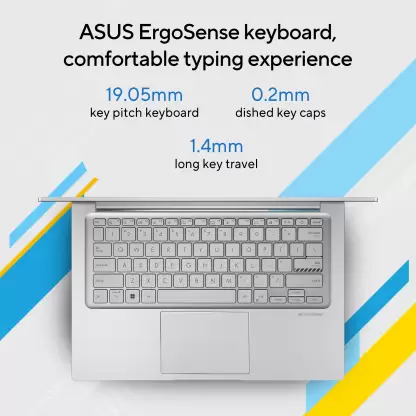 ASUS ErgoSense keyboard,
comfortable typing experience
19.05mm
key pitch keyboard
0.2mm
dished key caps
1.4mm
long key travel